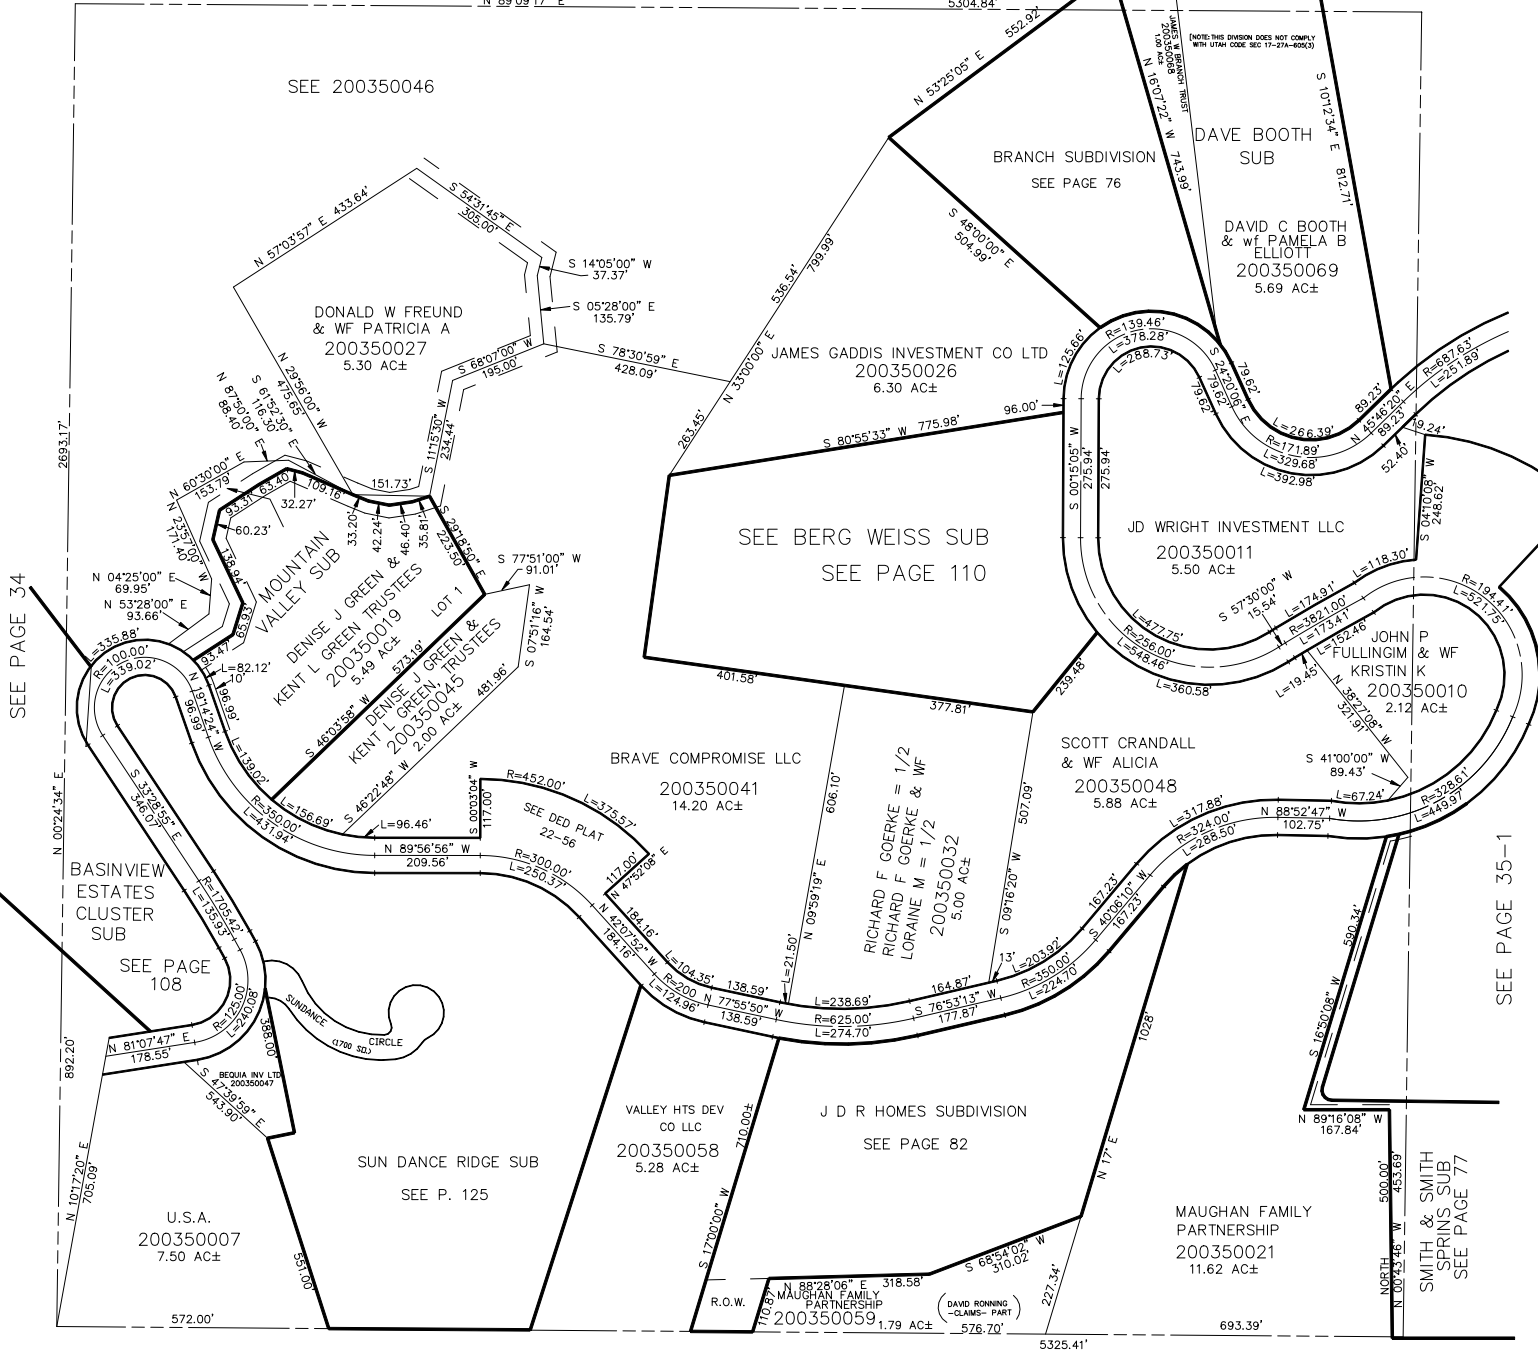 N 89°09'17" E
5304.84'
SEE 200350046
N 53°25'05" E
552.92'
JAMES W BRANCH TRUST
200350068
1.00 AC±
N 16°07'22" W 743.99'
[NOTE: THIS DIVISION DOES NOT COMPLY
WITH UTAH CODE SEC 17-27A-605(3)
S 10°12'34" E 812.71'
DAVE BOOTH
SUB
BRANCH SUBDIVISION
SEE PAGE 76
S 48°00'00" E
504.99'
DAVID C BOOTH
& wf PAMELA B
ELLIOTT
200350069
5.69 AC±
N 57°03'57" E 433.64'
S 54°31'45" E
305.00'
S 14°05'00" W
37.37'
S 05°28'00" E
135.79'
DONALD W FREUND
& WF PATRICIA A
200350027
5.30 AC±
S 68°07'00" W
195.00'
S 78°30'59" E
428.09'
536.54'
799.99'
N 33°00'00" E
263.45'
JAMES GADDIS INVESTMENT CO LTD
200350026
6.30 AC±
96.00'
S 80°55'33" W 775.98'
L=125.66'
R=139.46'
L=378.28'
L=288.73'
79.62'
S 24°20'06" E
79.62'
79.62'
L=266.39'
R=171.89'
L=329.68'
L=392.98'
89.23'
N 45°46'20" E
89.23'
R=687.63'
L=251.89'
19.24'
52.40'
S 04°10'08" W
248.62'
N 29°56'00" W
475.65'
S 61°52'30" E
116.30'
N 87°50'00" E
88.40'
N 60°30'00" E
153.79'
S 11°15'30" W
234.44'
151.73'
93.31'
63.40'
109.16'
32.27'
33.20'
42.24'
46.40'
35.81'
60.23'
N 23°57'00" W
171.40'
138.94'
N 04°25'00" E
69.95'
N 53°28'00" E
93.66'
65.93'
93.47'
MOUNTAIN
VALLEY SUB
DENISE J GREEN &
KENT L GREEN TRUSTEES
200350019
5.49 AC±
LOT 1
S 29°18'50" E
223.50'
S 77°51'00" W
91.01'
S 07°51'16" W
164.54'
573.19'
S 46°03'58" W
DENISE J GREEN &
KENT L GREEN, TRUSTEES
200350045
2.00 AC±
481.96'
S 46°22'48" W
SEE BERG WEISS SUB
SEE PAGE 110
S 00°15'05" W
275.94'
275.94'
JD WRIGHT INVESTMENT LLC
200350011
5.50 AC±
L=118.30'
S 57°30'00" W
15.54'
L=174.91'
R=3821.00'
L=173.41'
L=152.46'
L=19.45'
R=194.41'
L=521.75'
L=477.75'
R=256.00'
L=548.46'
L=360.58'
JOHN P
FULLINGIM & WF
KRISTIN K
200350010
2.12 AC±
N 38°27'08" W
321.91'
S 41°00'00" W
89.43'
SEE PAGE 34
2693.17'
N 00°24'34" E
892.20'
L=335.88'
R=100.00'
L=339.02'
L=82.12'
10'
96.99'
N 19°14'24" W
96.99'
L=139.02'
R=350.00'
L=431.94'
L=156.69'
L=96.46'
401.58'
377.81'
239.48'
BRAVE COMPROMISE LLC
200350041
14.20 AC±
606.10'
N 09°59'19" E
RICHARD F GOERKE = 1/2
RICHARD F GOERKE & WF
LORAINE M = 1/2
200350032
5.00 AC±
507.09'
S 09°16'20" W
SCOTT CRANDALL
& WF ALICIA
200350048
5.88 AC±
L=67.24'
L=317.88'
R=324.00'
L=288.50'
N 88°52'47" W
102.75'
R=328.61'
L=449.97'
S 00°03'04" W
117.00'
R=452.00'
L=375.57'
SEE DED PLAT
22-56
117.00'
N 47°52'08" E
N 89°56'56" W
209.56'
R=300.00'
L=250.37'
184.16'
N 42°07'52" W
184.16'
S 33°28'55" E
346.07'
R=1705.42'
L=135.93'
BASINVIEW
ESTATES
CLUSTER
SUB
SEE PAGE
108
R=125.00'
L=240.08'
SUNDANCE
(1700 SO.)
CIRCLE
N 81°07'47" E
178.55'
388.00'
BEQUIA INV LTD
200350047
S 47°39'59" E
543.90'
L=104.35'
R=200
L=124.96'
138.59'
N 77°55'50" W
138.59'
L=21.50'
L=238.69'
R=625.00'
L=274.70'
164.87'
S 76°53'13" W
177.87'
13'
L=203.92'
R=350.00'
L=224.70'
167.23'
S 40°06'10" W
167.23'
590.34'
S 16°50'08" W
SEE PAGE 35-1
1028'
N 17° E
N 89°16'08" W
167.84'
N 10°17'20" E
705.09'
U.S.A.
200350007
7.50 AC±
SUN DANCE RIDGE SUB
SEE P. 125
551.00'
572.00'
VALLEY HTS DEV
CO LLC
200350058
5.28 AC±
710.00±
S 17°00'00" W
J D R HOMES SUBDIVISION
SEE PAGE 82
S 68°54'02" W
310.02'
N 88°28'06" E 318.58'
R.O.W.
110.87'
MAUGHAN FAMILY
PARTNERSHIP
200350059 1.79 AC±
(DAVID RONNING
-CLAIMS- PART)
576.70'
227.34'
MAUGHAN FAMILY
PARTNERSHIP
200350021
11.62 AC±
693.39'
5325.41'
NORTH 500.00'
N 00°43'46" W 453.69'
SMITH & SMITH
SPRINS SUB
SEE PAGE 77